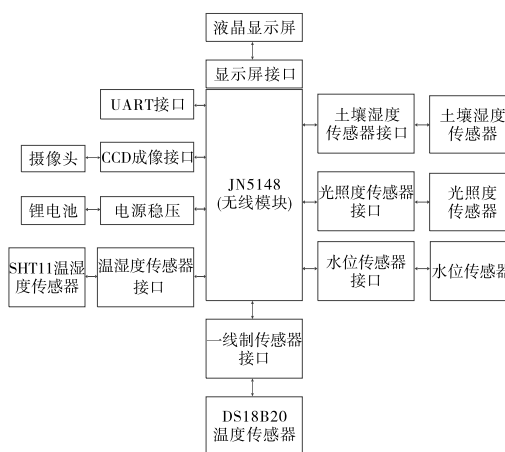 液晶显示屏
显示屏接口
UART接口
土壤湿度
传感器接口
土壤湿度
传感器
摄像头
CCD成像接口
JN5148
(无线模块)
光照度传感器
接口
光照度
传感器
锂电池
电源稳压
SHT11温湿
度传感器
温湿度传感器
接口
水位传感器
接口
水位传感器
一线制传感器
接口
DS18B20
温度传感器